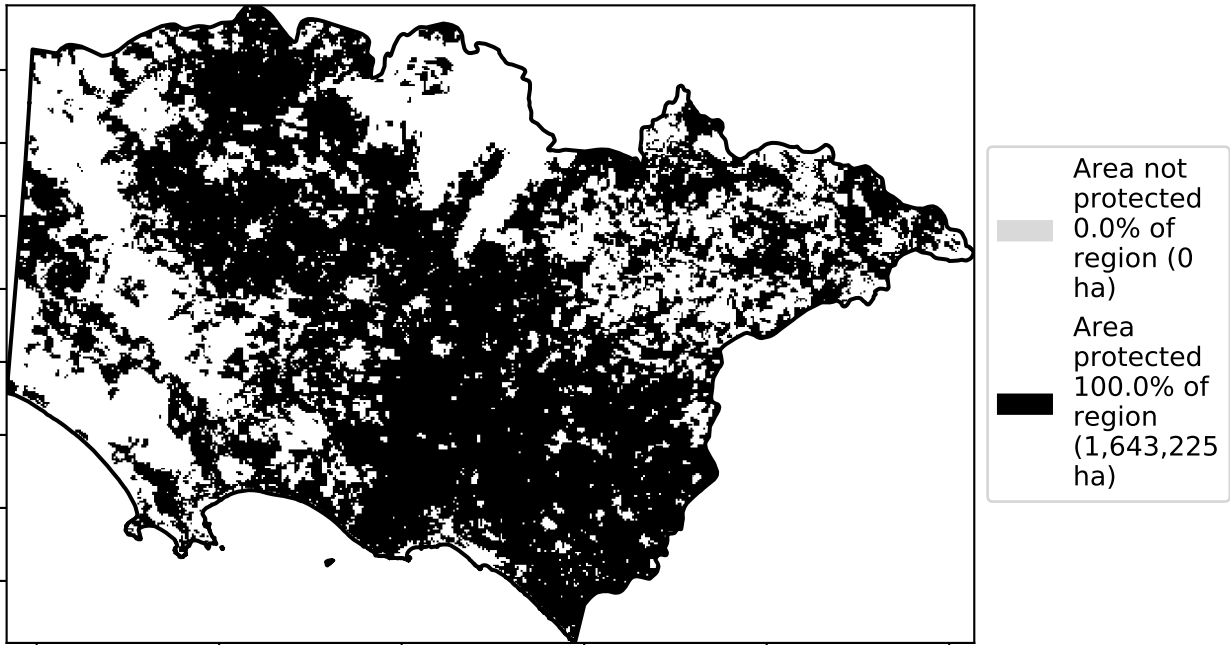 Area not
protected
0.0% of
region (0
ha)
Area
protected
100.0% of
region
(1,643,225
ha)